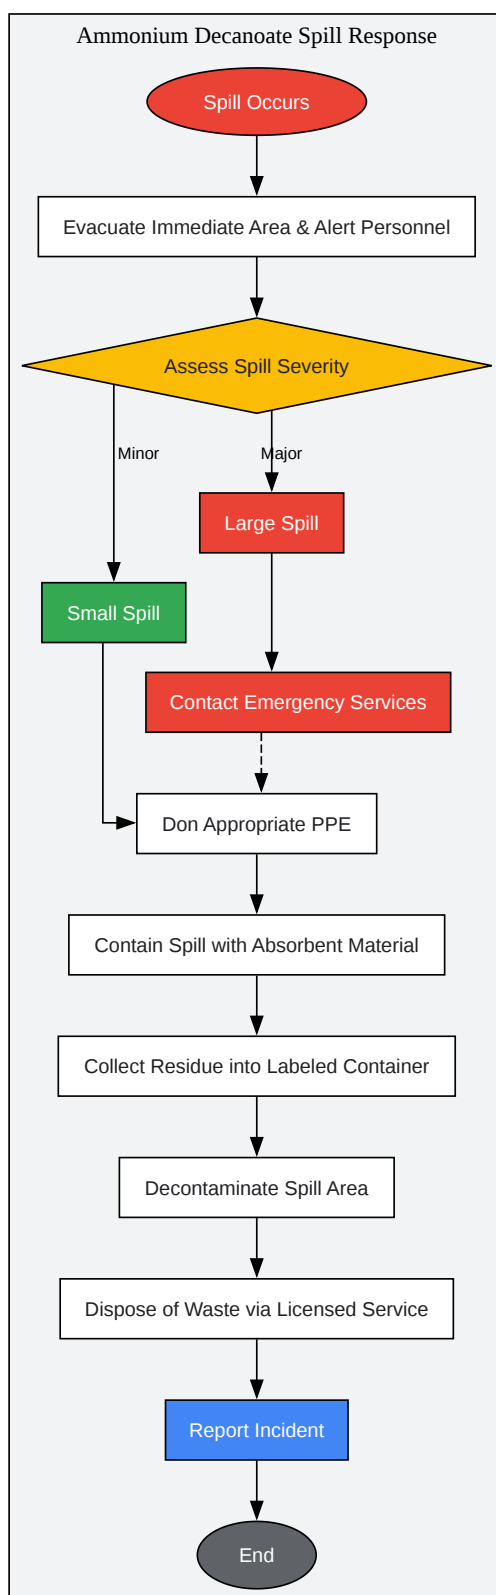 Ammonium Decanoate Spill Response
Spill Occurs
Evacuate Immediate Area & Alert Personnel
Assess Spill Severity
Minor
Major
Large Spill
Small Spill
Contact Emergency Services
Don Appropriate PPE
Contain Spill with Absorbent Material
Collect Residue into Labeled Container
Decontaminate Spill Area
Dispose of Waste via Licensed Service
Report Incident
End